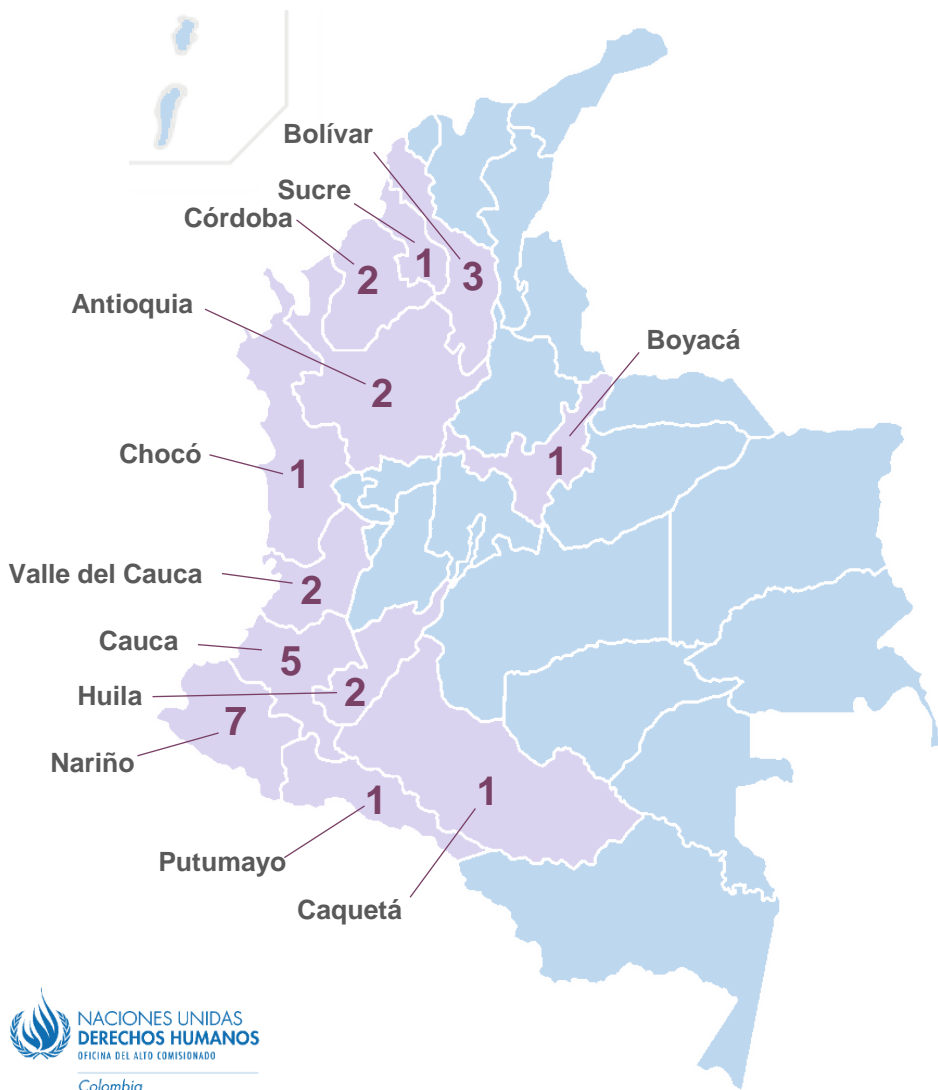 Bolívar
Sucre
Córdoba
1
3
2
Antioquia
Boyacá
2
Chocó
1
1
Valle del Cauca
2
Cauca
5
Huila
2
7
Nariño
1
1
Putumayo
Caquetá
NACIONES UNIDAS
DERECHOS HUMANOS
OFICINA DEL ALTO COMISIONADO
Colombia